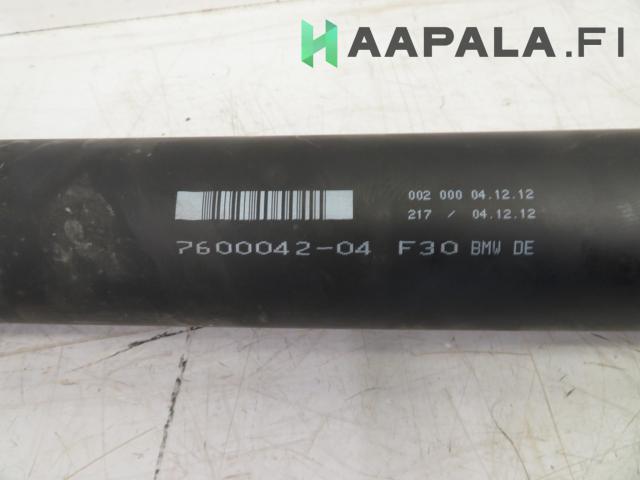 HAAPALA.FI
002 000 04.12.12
217 / 04.12.12
7600042-04 F30 BMW DE